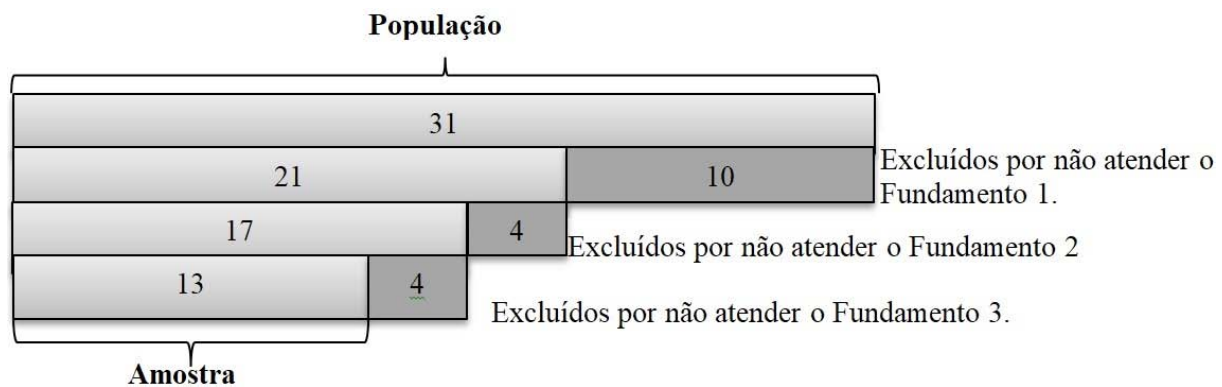 População
31
21
10
Excluídos por não atender o
Fundamento 1.
17
4
Excluídos por não atender o Fundamento 2
13
4
Excluídos por não atender o Fundamento 3.
Amostra